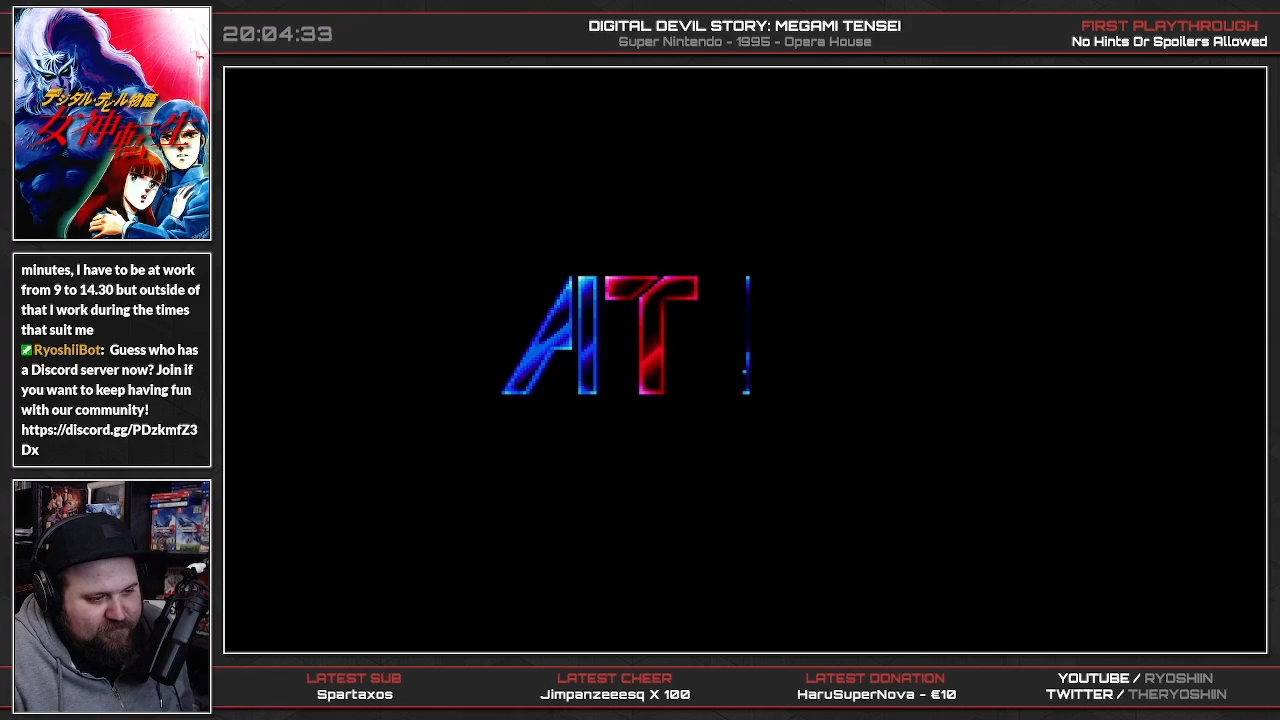 20:04:33
DIGITAL DEVIL STORY: MEGAMI TENSEI
Super Nintendo - 1995 - Opera House
FIRST PLAYTHROUGH
No Hints Or Spoilers Allowed
デジタル・デビル物語
女神転生
minutes, I have to be at work
from 9 to 14.30 but outside of
that I work during the times
that suit me
RyoshiiBot: Guess who has
a Discord server now? Join if
you want to keep having fun
with our community!
https://discord.gg/PDzkmfZ3
Dx
AT
LATEST SUB
Spartaxos
LATEST CHEER
Jimpanzeeesq X 100
LATEST DONATION
HaruSuperNova - €10
YOUTUBE / RYOSHIIN
TWITTER / THERYOSHIIN